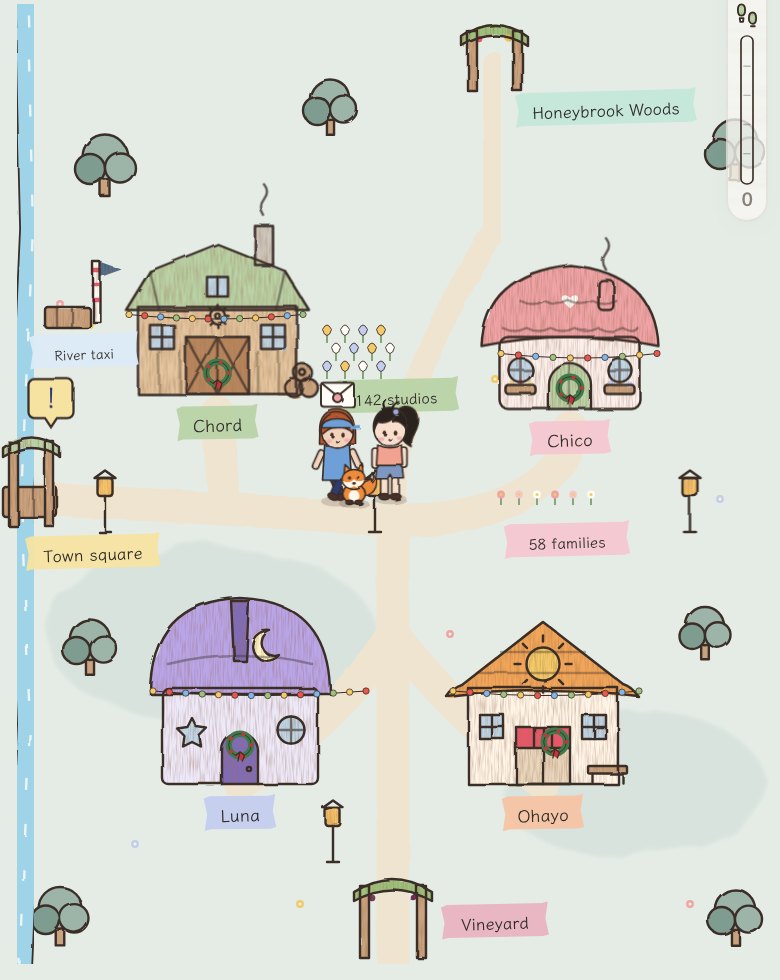 0
Honeybrook Woods
River taxi
142 studios
!
Chord
Chico
Town square
58 families
Luna
Ohayo
Vineyard